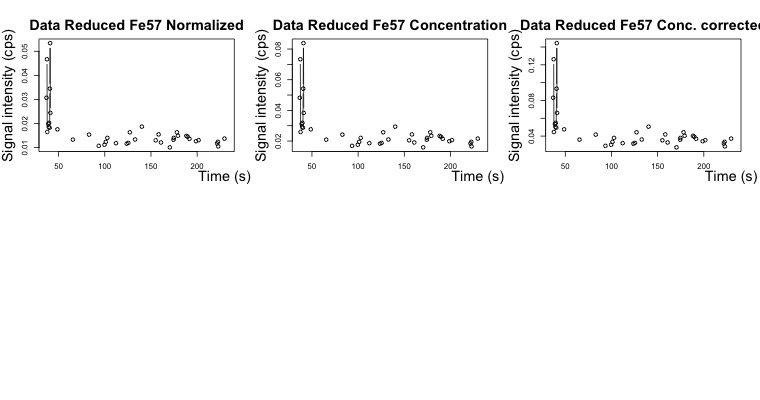 Data Reduced Fe57 Normalized
Signal intensity (cps)
0.01 0.02 0.03 0.04 0.05
50 100 150 200
Time (s)
Data Reduced Fe57 Concentration
Signal intensity (cps)
0.02 0.04 0.06 0.08
50 100 150 200
Time (s)
Data Reduced Fe57 Conc. corrected
Signal intensity (cps)
0.04 0.08 0.12
50 100 150 200
Time (s)